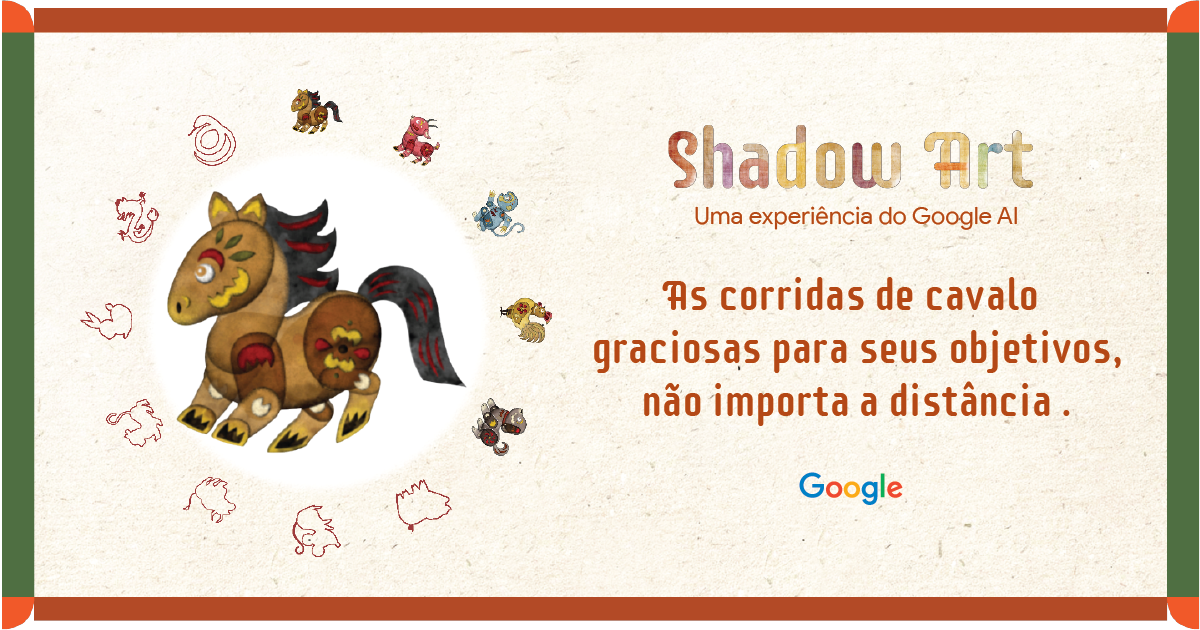 Shadow Art
Uma experiência do Google AI
As corridas de cavalo
graciosas para seus objetivos,
não importa a distância .
Google